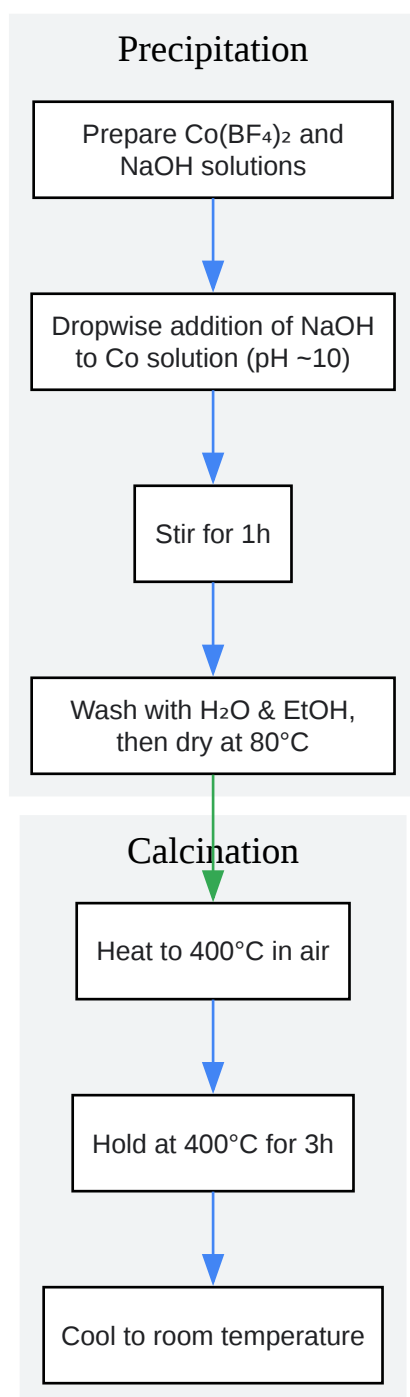 Precipitation
Prepare Co(BF₄)₂ and
NaOH solutions
Dropwise addition of NaOH
to Co solution (pH ~10)
Stir for 1h
Wash with H₂O & EtOH,
then dry at 80°C
Calcination
Heat to 400°C in air
Hold at 400°C for 3h
Cool to room temperature